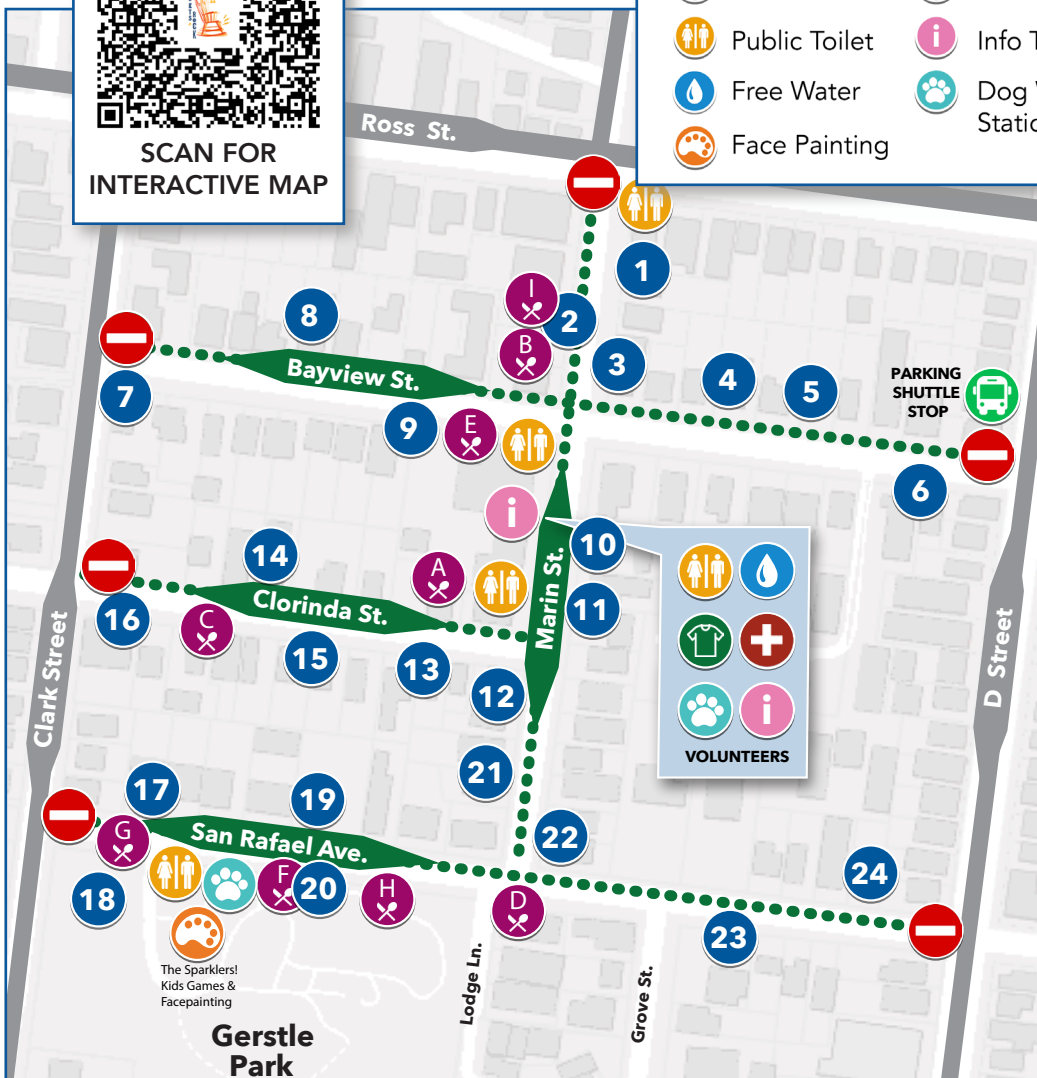 SCAN FOR
INTERACTIVE MAP
Public Toilet
Info
Free Water
Dog
Face Painting
Ross St.
1
I
2
8
B
3
Bayview St.
4
5
PARKING
SHUTTLE
STOP
7
9
E
6
i
10
14
A
Marin St.
11
Clorinda St.
16
C
15
13
12
i
VOLUNTEERS
Clark Street
D Street
21
17
19
22
G
San Rafael Ave.
18
F
20
H
D
24
23
The Sparklers!
Kids Games &
Facepainting
Lodge Ln.
Grove St.
Gerstle
Park